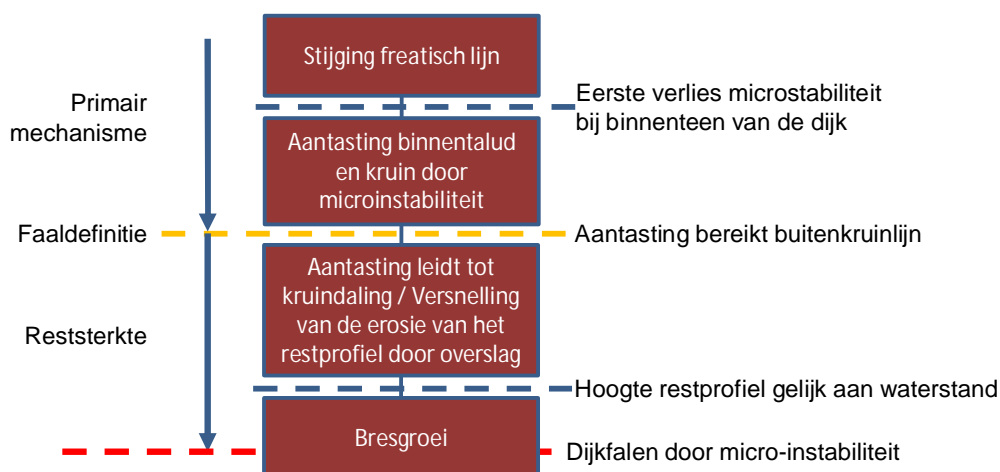 Stijging freatisch lijn
Primair
mechanisme
Eerste verlies microstabiliteit
bij binnenteen van de dijk
Aantasting binnentalud
en kruin door
microinstabiliteit
Faaldefinitie
Aantasting bereikt buitenkruinlijn
Aantasting leidt tot
kruindaling / Versnelling
van de erosie van het
restprofiel door overslag
Reststerkte
Hoogte restprofiel gelijk aan waterstand
Bresgroei
Dijkfalen door micro-instabiliteit